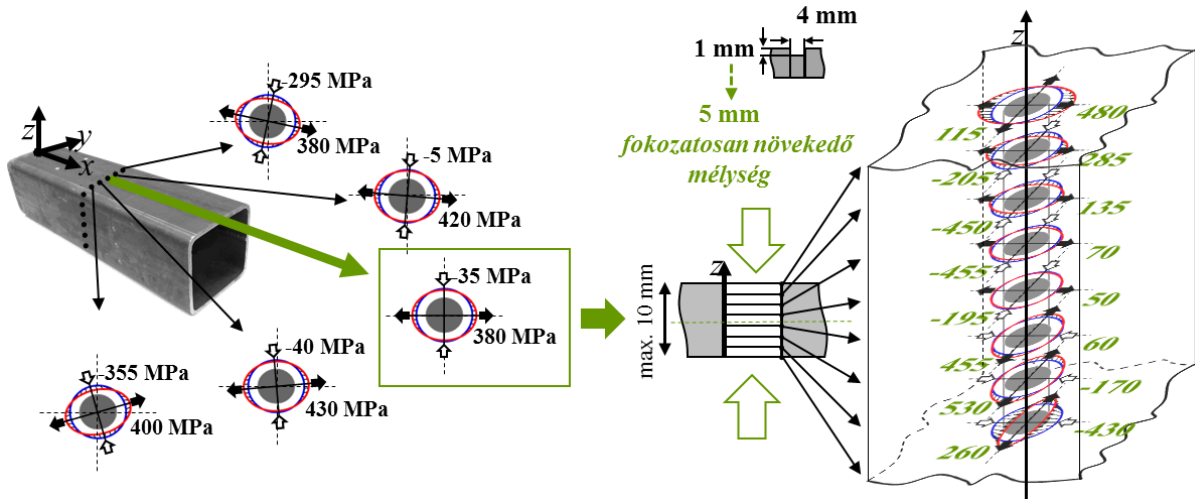 z
y
x
-295 MPa
380 MPa
-5 MPa
420 MPa
-35 MPa
380 MPa
-40 MPa
430 MPa
-355 MPa
400 MPa
4 mm
1 mm
5 mm
fokozatosan növekedő
mélység
z
max. 10 mm
z
480
115
285
-205
135
-450
70
-455
50
-195
60
455
-170
530
-430
260